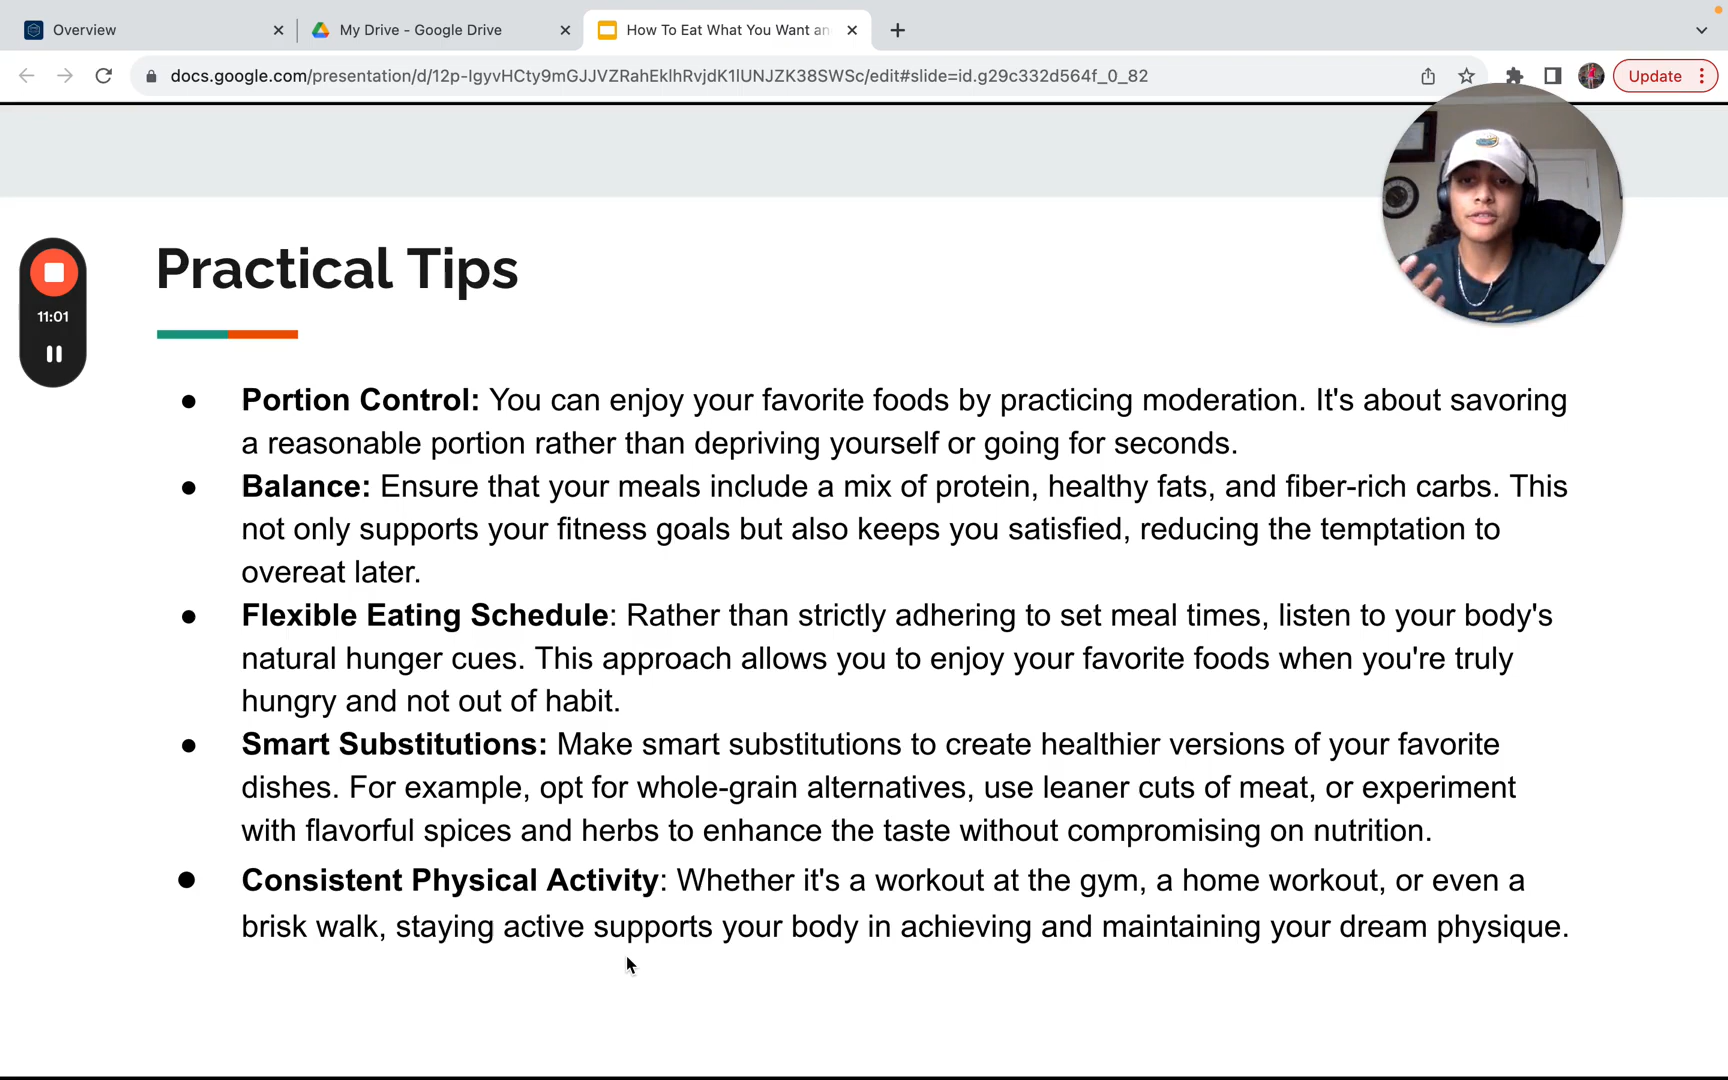 Overview
My Drive - Google Drive
How To Eat What You Want an
docs.google.com/presentation/d/12p-IgyvHCty9mGJJVZRahEklhRvjdK1lUNJZK38SWSc/edit#slide=id.g29c332d564f_0_82
Update
11:01
Practical Tips
● Portion Control: You can enjoy your favorite foods by practicing moderation. It's about savoring
a reasonable portion rather than depriving yourself or going for seconds.
● Balance: Ensure that your meals include a mix of protein, healthy fats, and fiber-rich carbs. This
not only supports your fitness goals but also keeps you satisfied, reducing the temptation to
overeat later.
● Flexible Eating Schedule: Rather than strictly adhering to set meal times, listen to your body's
natural hunger cues. This approach allows you to enjoy your favorite foods when you're truly
hungry and not out of habit.
● Smart Substitutions: Make smart substitutions to create healthier versions of your favorite
dishes. For example, opt for whole-grain alternatives, use leaner cuts of meat, or experiment
with flavorful spices and herbs to enhance the taste without compromising on nutrition.
● Consistent Physical Activity: Whether it's a workout at the gym, a home workout, or even a
brisk walk, staying active supports your body in achieving and maintaining your dream physique.